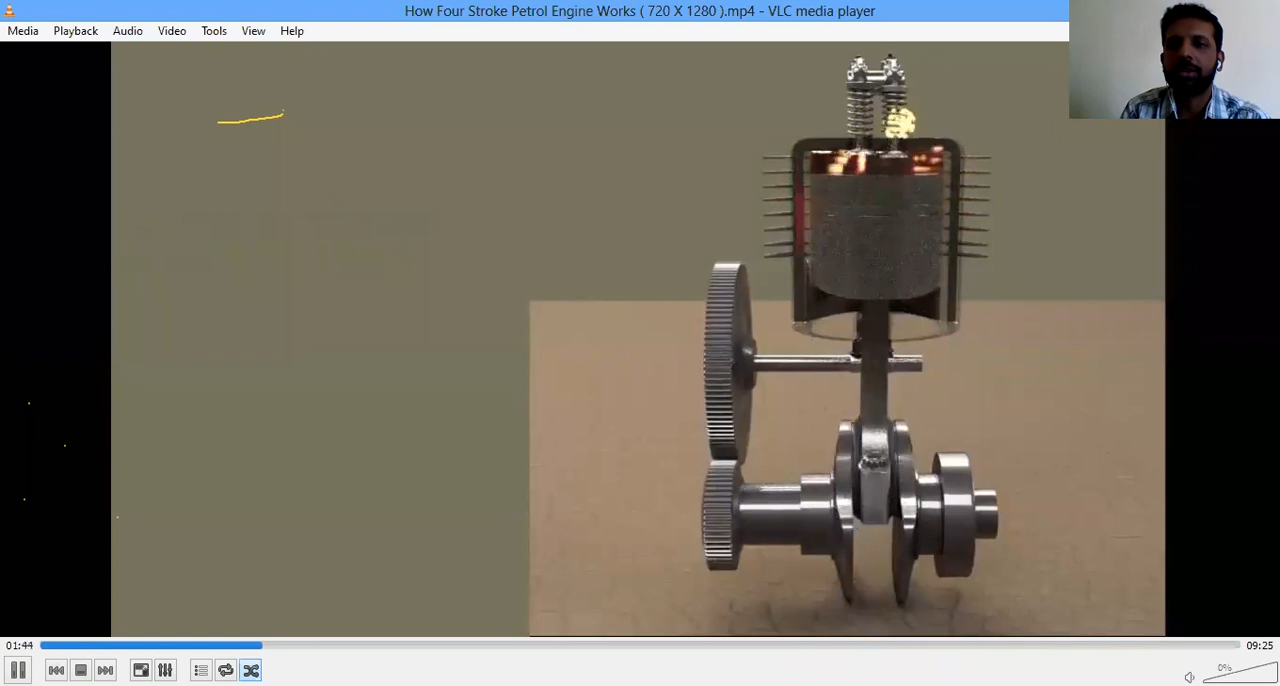 How Four Stroke Petrol Engine Works ( 720 X 1280 ).mp4 - VLC media player
Media Playback Audio Video Tools View Help
01:44
09:25
0%